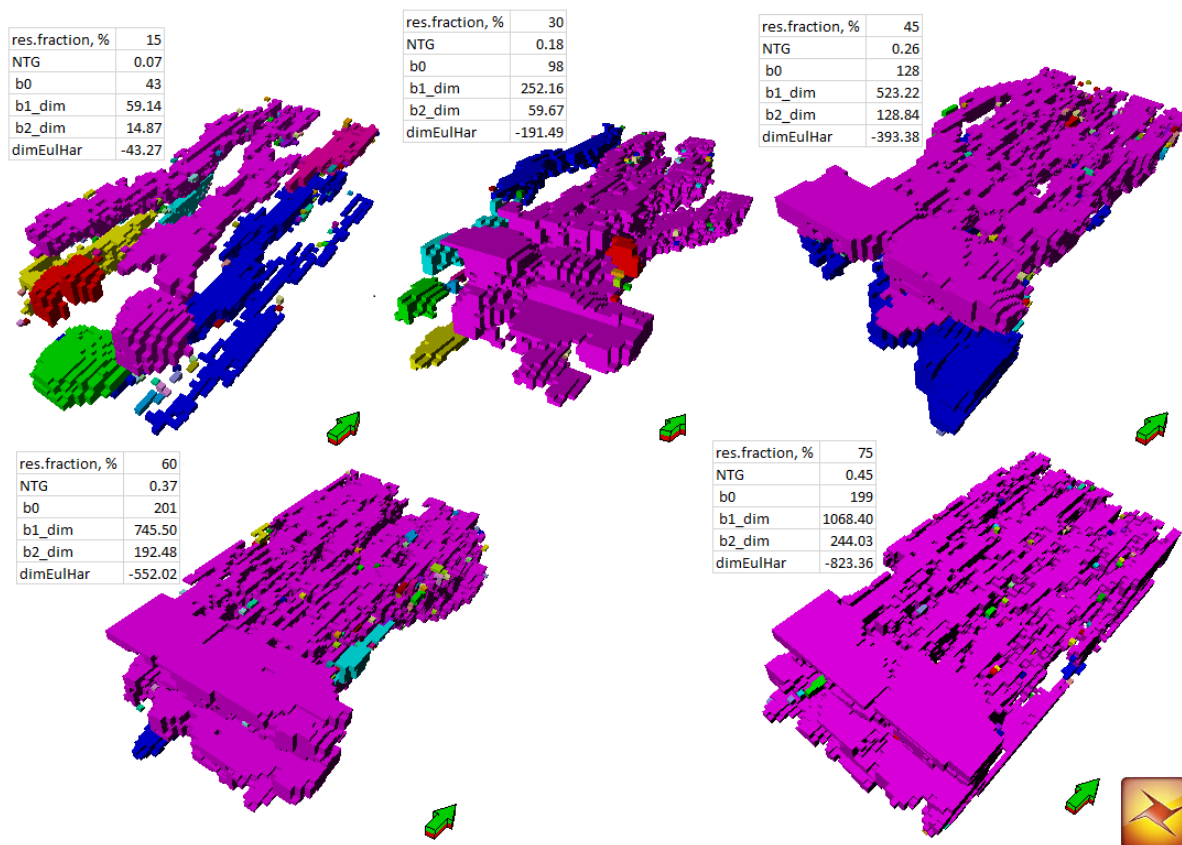 res.fraction, % 15
NTG 0.07
b0 43
b1_dim 59.14
b2_dim 14.87
dimEulHar -43.27
res.fraction, % 30
NTG 0.18
b0 98
b1_dim 252.16
b2_dim 59.67
dimEulHar -191.49
res.fraction, % 45
NTG 0.26
b0 128
b1_dim 523.22
b2_dim 128.84
dimEulHar -393.38
res.fraction, % 60
NTG 0.37
b0 201
b1_dim 745.50
b2_dim 192.48
dimEulHar -552.02
res.fraction, % 75
NTG 0.45
b0 199
b1_dim 1068.40
b2_dim 244.03
dimEulHar -823.36